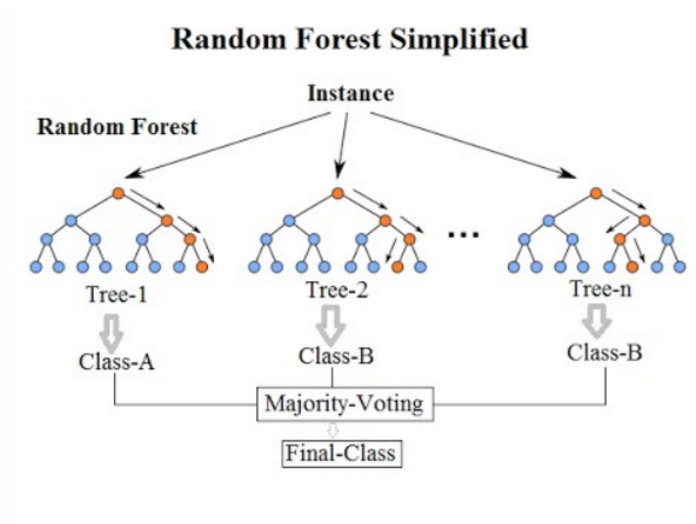 Random Forest Simplified
Instance
Random Forest
...
Tree-1
Tree-2
Tree-n
Class-A
Class-B
Class-B
Majority-Voting
Final-Class